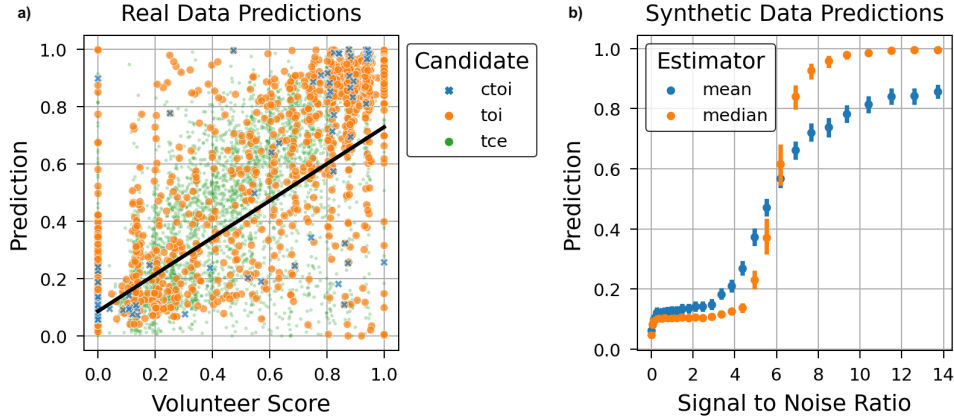 a) Real Data Predictions
1.0
0.8
0.6
0.4
0.2
0.0
Prediction
0.0 0.2 0.4 0.6 0.8 1.0
Volunteer Score
Candidate
ctoi
toi
tce
b) Synthetic Data Predictions
1.0
0.8
0.6
0.4
0.2
0.0
Prediction
Estimator
mean
median
0 2 4 6 8 10 12 14
Signal to Noise Ratio